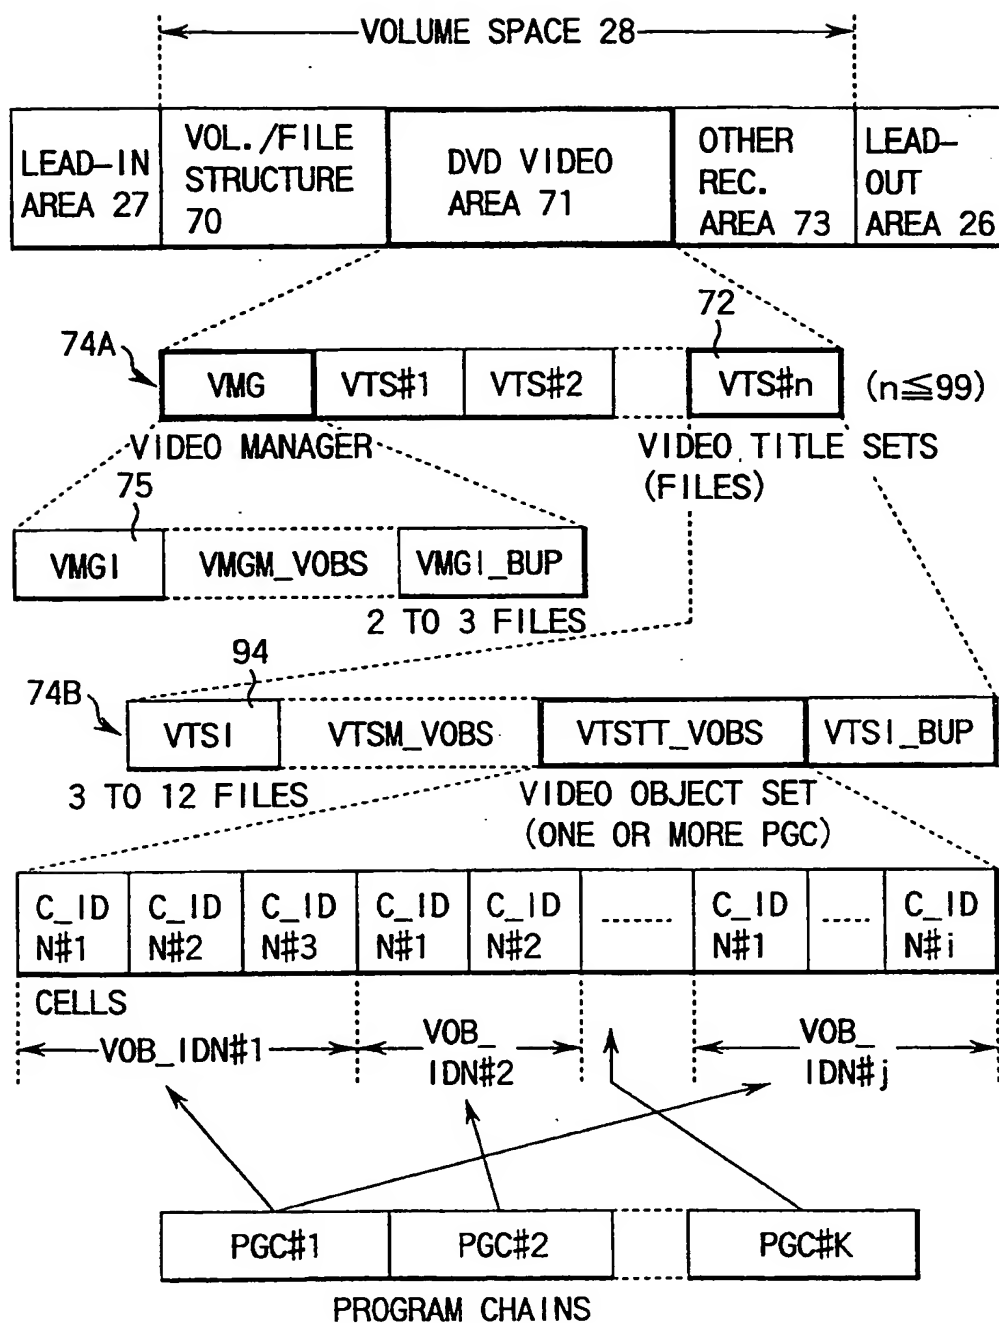 VOLUME SPACE 28
LEAD-IN
AREA 27
VOL./FILE
STRUCTURE
70
DVD VIDEO
AREA 71
OTHER
REC.
AREA 73
LEAD-
OUT
AREA 26
72
74A
VMG
VTS#1
VTS#2
VTS#n
(n≦99)
VIDEO MANAGER
VIDEO TITLE SETS
(FILES)
75
VMGI
VMGM_VOBS
VMGI_BUP
2 TO 3 FILES
94
74B
VTSI
VTSM_VOBS
VTSTT_VOBS
VTSI_BUP
3 TO 12 FILES
VIDEO OBJECT SET
(ONE OR MORE PGC)
C_ID
N#1
C_ID
N#2
C_ID
N#3
C_ID
N#1
C_ID
N#2
C_ID
N#1
C_ID
N#i
CELLS
VOB_IDN#1
VOB_
IDN#2
VOB_
IDN#j
PGC#1
PGC#2
PGC#K
PROGRAM CHAINS